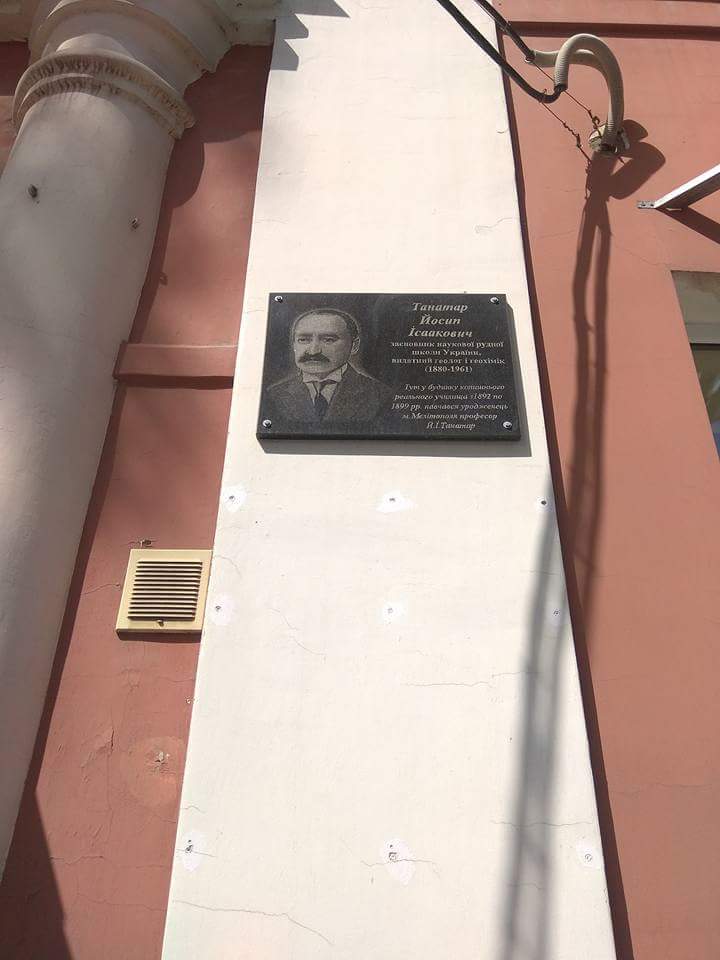 Танатар
Йосип
Ісаакович
засновник наукової рудної
школи України,
видатний геолог і геохімік
(1880-1961)
Тут у будинку колишнього
реального училища з1892 по
1899 рр. навчався уродженець
м.Мелітополя професор
Й.І.Танатар